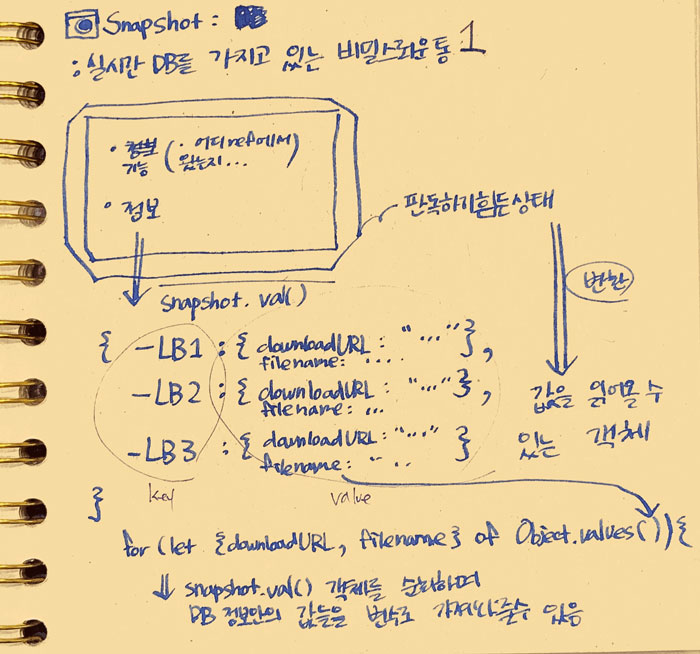 Snapshot :
: 실시간 DB를 가지고 있는 비밀스러운 통 1
• 기능 ( • 어디 ref에서
왔는지... )
• 정보
판독하기 힘든 상태
변환
snapshot.val()
{ -LB1 : { downloadURL : "...." },
filename : ....
-LB2 : { downloadURL : "...." },
filename : ...
-LB3 : { downloadURL : "...." }
filename : " ..
}
key
value
값을 읽어올 수
있는 객체
for (let {downloadURL, filename} of Object.values( )) {
⇓ snapshot.val() 객체를 순회하며
DB 정보안의 값들을 변수로 가져와 줄수 있음